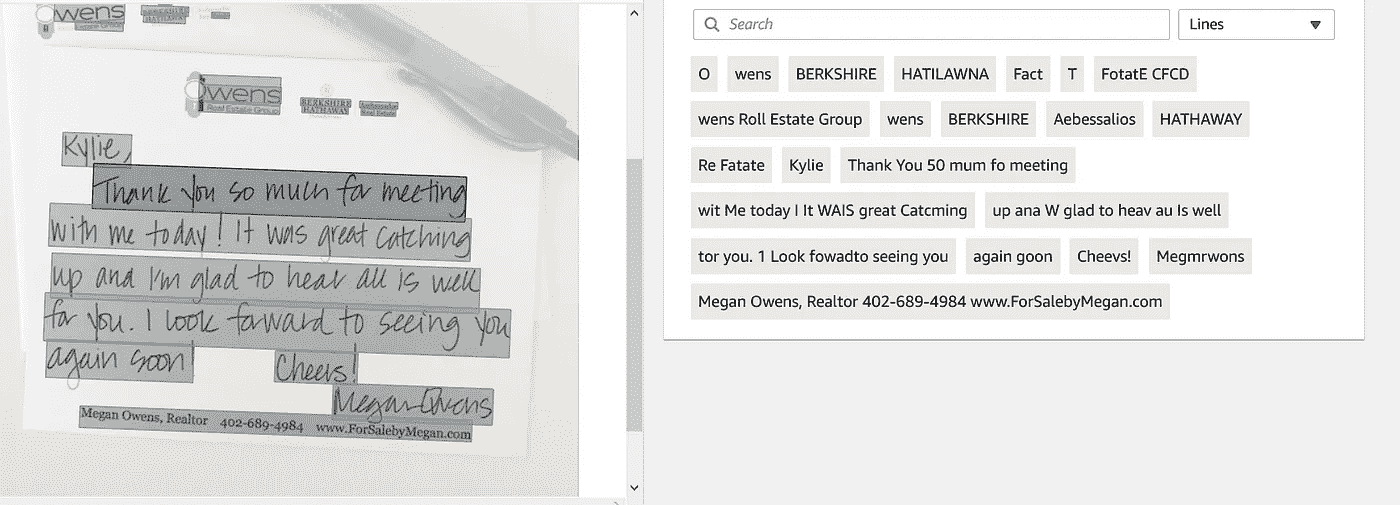 Owens
Real Estate Group
BERKSHIRE
HATHAWAY
Owens
Real Estate Group
BERKSHIRE
HATHAWAY
Ambassador
Real Estate
Kylie,
Thank you so much for meeting
with me today! It was great catching
up and I'm glad to hear all is well
for you. I look forward to seeing you
again soon!
Cheers!
Megan Owens
Megan Owens, Realtor 402-689-4984 www.ForSalebyMegan.com
Search
Lines
O wens BERKSHIRE HATILAWNA Fact T FotatE CFCD
wens Roll Estate Group wens BERKSHIRE Aebessalios HATHAWAY
Re Fatate Kylie Thank You 50 mum fo meeting
wit Me today I It WAIS great Catcming up ana W glad to heav au Is well
tor you. 1 Look fowadto seeing you again goon Cheevs! Megmrwons
Megan Owens, Realtor 402-689-4984 www.ForSalebyMegan.com